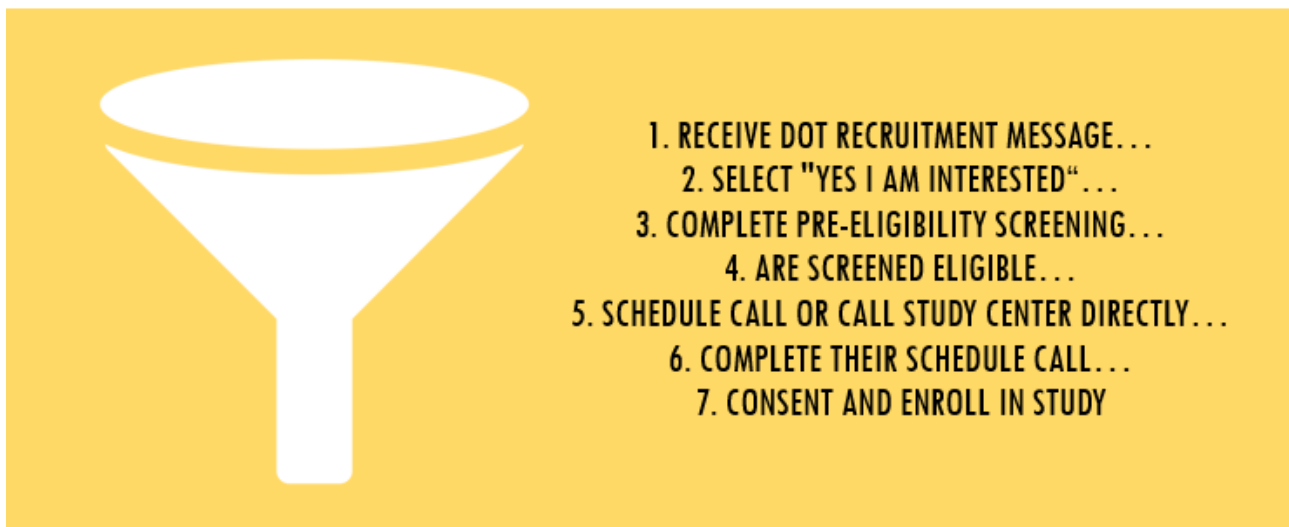 1. RECEIVE DOT RECRUITMENT MESSAGE...
2. SELECT "YES I AM INTERESTED“...
3. COMPLETE PRE-ELIGIBILITY SCREENING...
4. ARE SCREENED ELIGIBLE...
5. SCHEDULE CALL OR CALL STUDY CENTER DIRECTLY...
6. COMPLETE THEIR SCHEDULE CALL...
7. CONSENT AND ENROLL IN STUDY